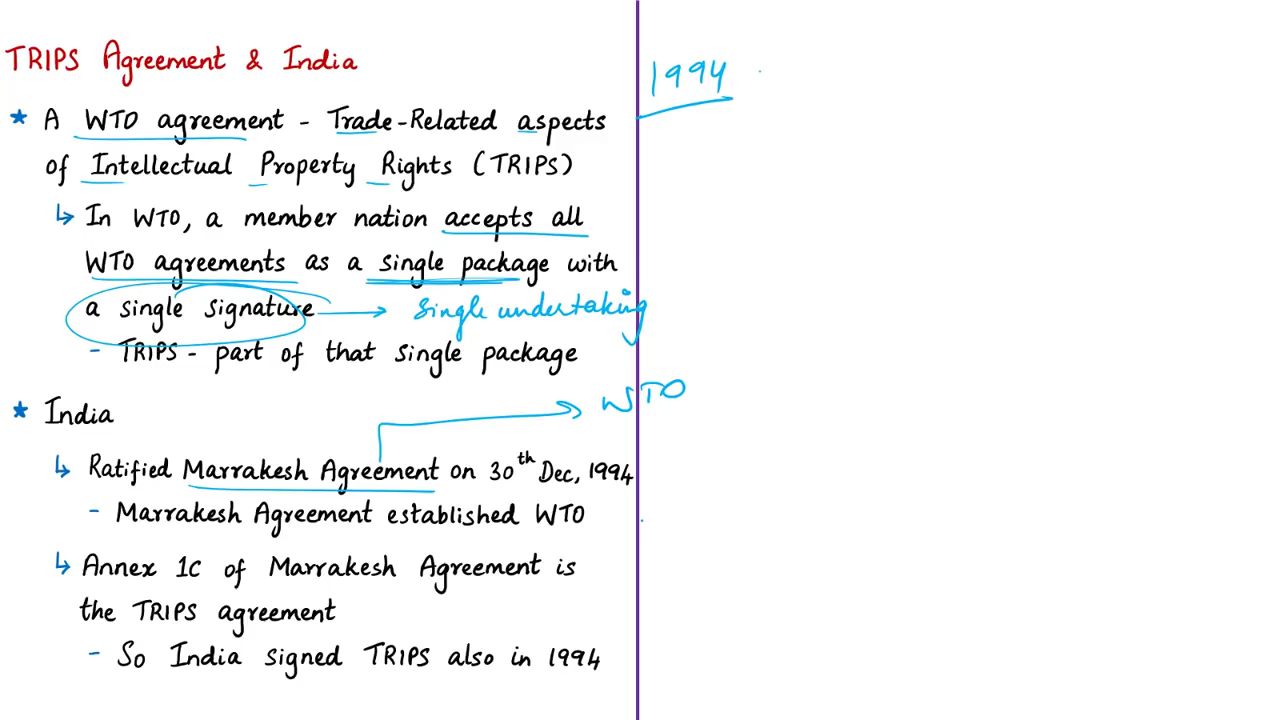 TRIPS Agreement & India
1994
★ A WTO agreement - Trade-Related aspects
of Intellectual Property Rights (TRIPS)
↳ In WTO, a member nation accepts all
WTO agreements as a single package with
a single signature → Single undertaking
- TRIPS - part of that single package
★ India
WTO
↳ Ratified Marrakesh Agreement on 30th Dec, 1994
- Marrakesh Agreement established WTO
↳ Annex 1C of Marrakesh Agreement is
the TRIPS agreement
- So India signed TRIPS also in 1994